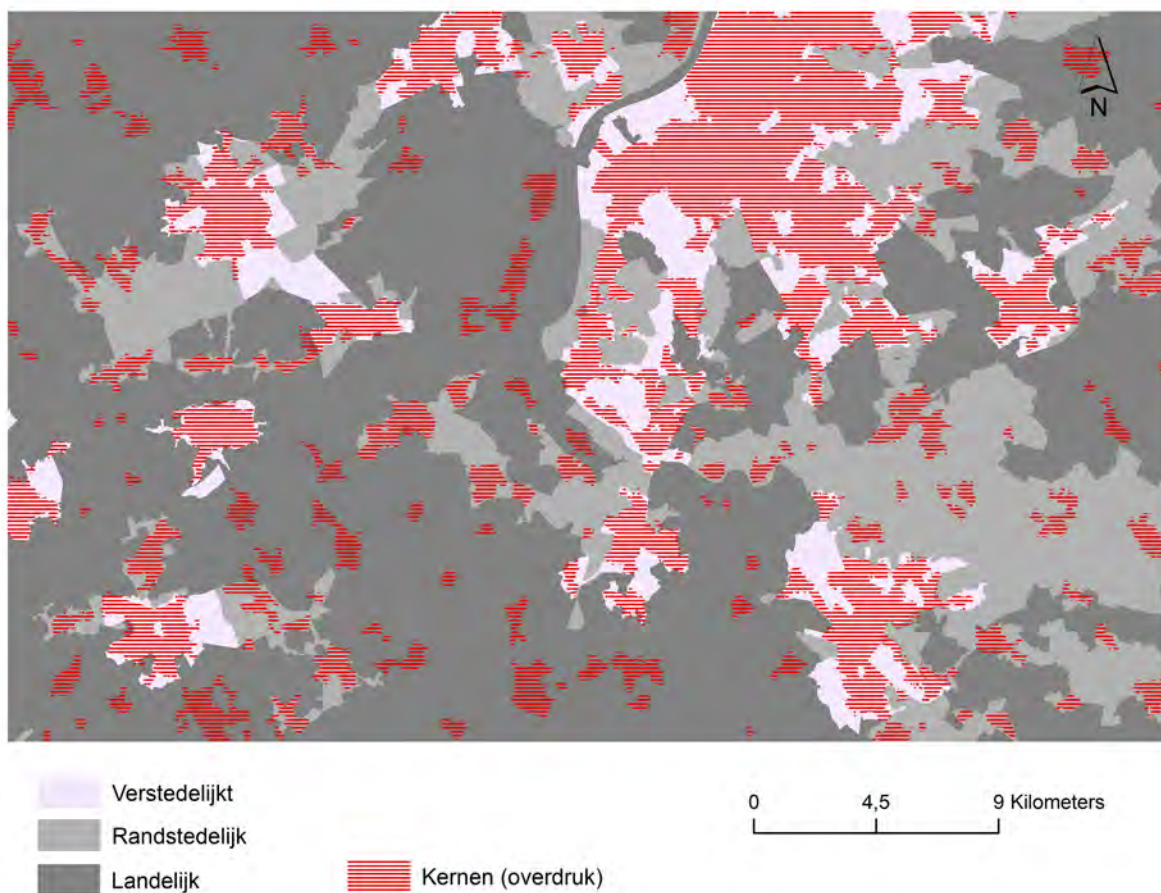 N
Verstedelijkt
Randstedelijk
Landelijk
Kernen (overdruk)
0 4,5 9 Kilometers